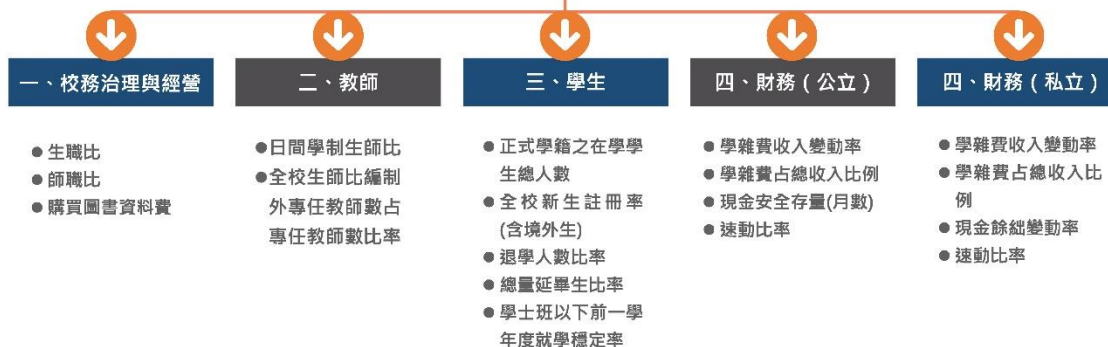 一、校務治理與經營
生職比
師職比
購買圖書資料費
二、教師
日間學制生師比
全校生師比編制
外專任教師數占
專任教師數比率
三、學生
正式學籍之在學學
生總人數
全校新生註冊率
(含境外生)
退學人數比率
總量延畢生比率
學士班以下前一學
年度就學穩定率
四、財務（公立）
學雜費收入變動率
學雜費占總收入比例
現金安全存量(月數)
速動比率
四、財務（私立）
學雜費收入變動率
學雜費占總收入比
例
現金餘絀變動率
速動比率